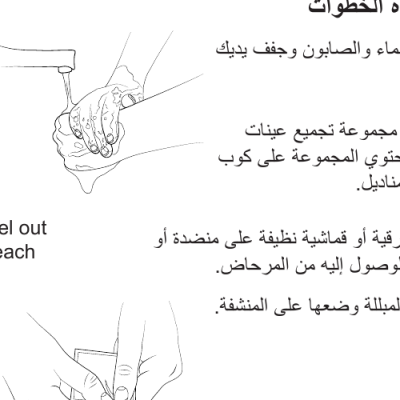 ه الخطوات
ماء والصابون وجفف يديك
مجموعة تجميع عينات
حتوي المجموعة على كوب
مناديل.
رقية أو قماشية نظيفة على منضدة أو
لوصول إليه من المرحاض.
لمبللة وضعها على المنشفة.
el out
each